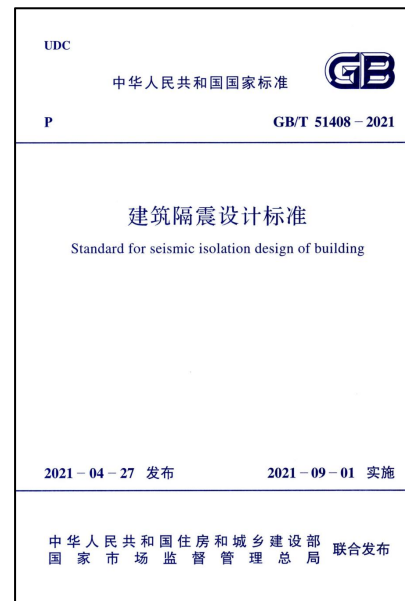 UDC
中华人民共和国国家标准
GB
P GB/T 51408－2021
建筑隔震设计标准
Standard for seismic isolation design of building
2021－04－27 发布 2021－09－01 实施
中华人民共和国住房和城乡建设部
国家市场监督管理总局
联合发布